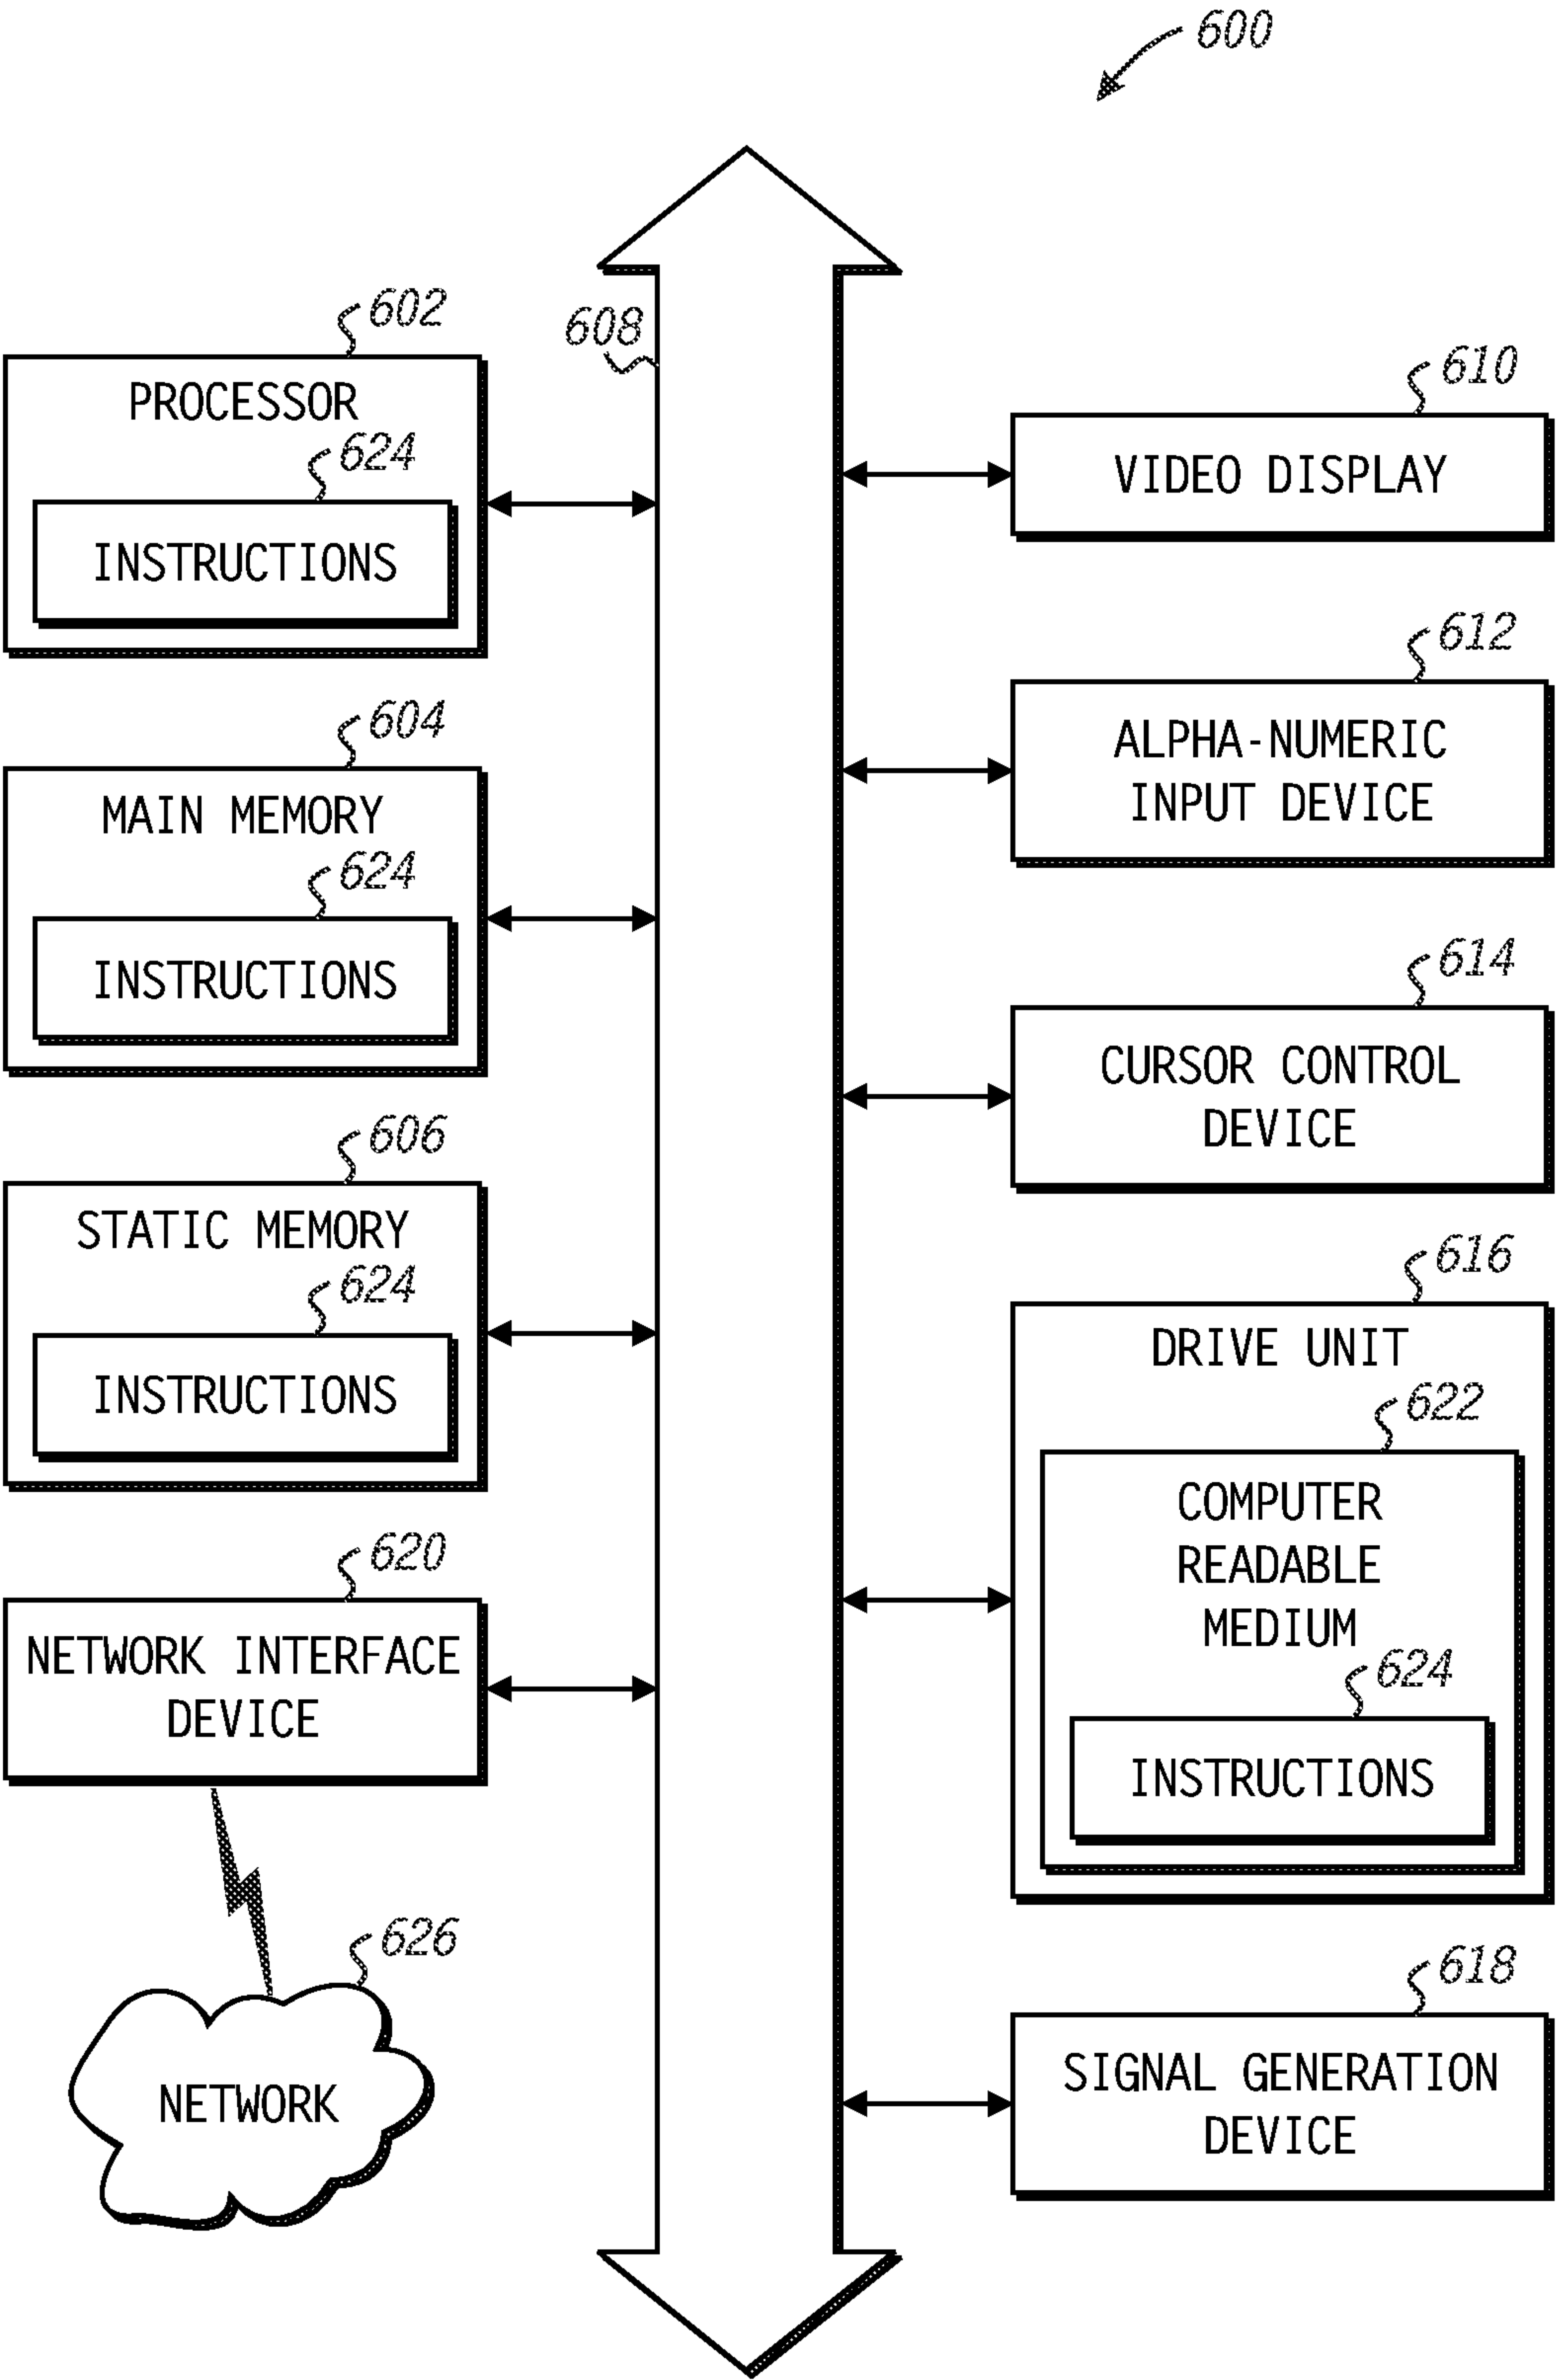 600
602
PROCESSOR
624
INSTRUCTIONS
604
MAIN MEMORY
624
INSTRUCTIONS
606
STATIC MEMORY
624
INSTRUCTIONS
620
NETWORK INTERFACE
DEVICE
626
NETWORK
608
610
VIDEO DISPLAY
612
ALPHA-NUMERIC
INPUT DEVICE
614
CURSOR CONTROL
DEVICE
616
DRIVE UNIT
622
COMPUTER
READABLE
MEDIUM
624
INSTRUCTIONS
618
SIGNAL GENERATION
DEVICE